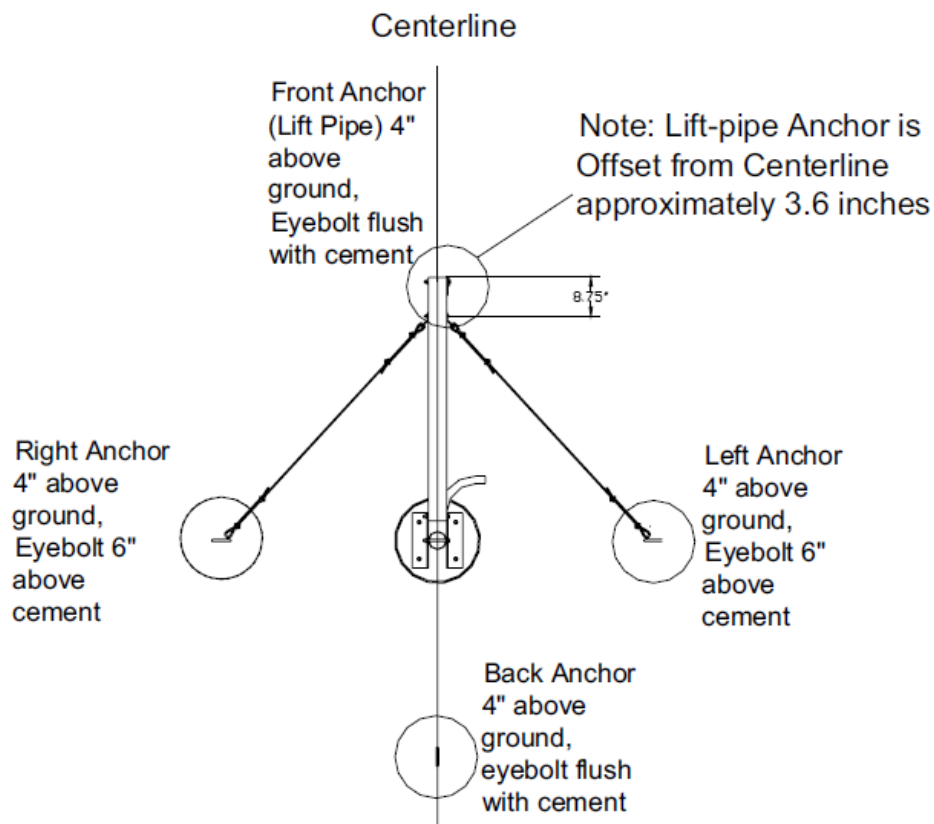 Centerline
Front Anchor
(Lift Pipe) 4"
above
ground,
Eyebolt flush
with cement
Note: Lift-pipe Anchor is
Offset from Centerline
approximately 3.6 inches
8.75"
Right Anchor
4" above
ground,
Eyebolt 6"
above
cement
Left Anchor
4" above
ground,
Eyebolt 6"
above
cement
Back Anchor
4" above
ground,
eyebolt flush
with cement